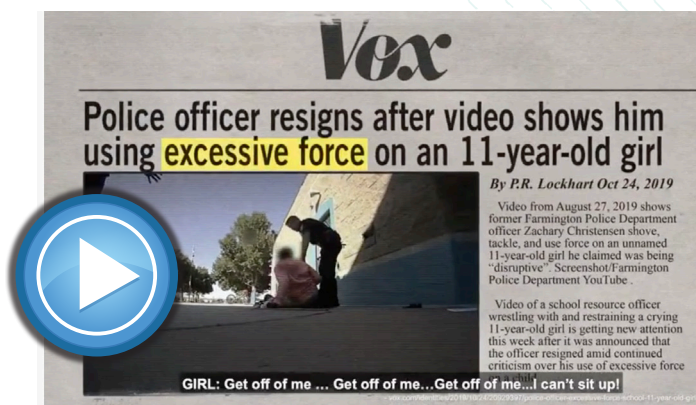 Vox
Police officer resigns after video shows him
using excessive force on an 11-year-old girl
By P.R. Lockhart Oct 24, 2019
Video from August 27, 2019 shows
former Farmington Police Department
officer Zachary Christensen shove,
tackle, and use force on an unnamed
11-year-old girl he claimed was being
"disruptive". Screenshot/Farmington
Police Department YouTube .
Video of a school resource officer
wrestling with and restraining a crying
11-year-old girl is getting new attention
this week after it was announced that
the officer resigned amid continued
criticism over his use of excessive force
on a child.
GIRL: Get off of me ... Get off of me...Get off of me...I can't sit up!